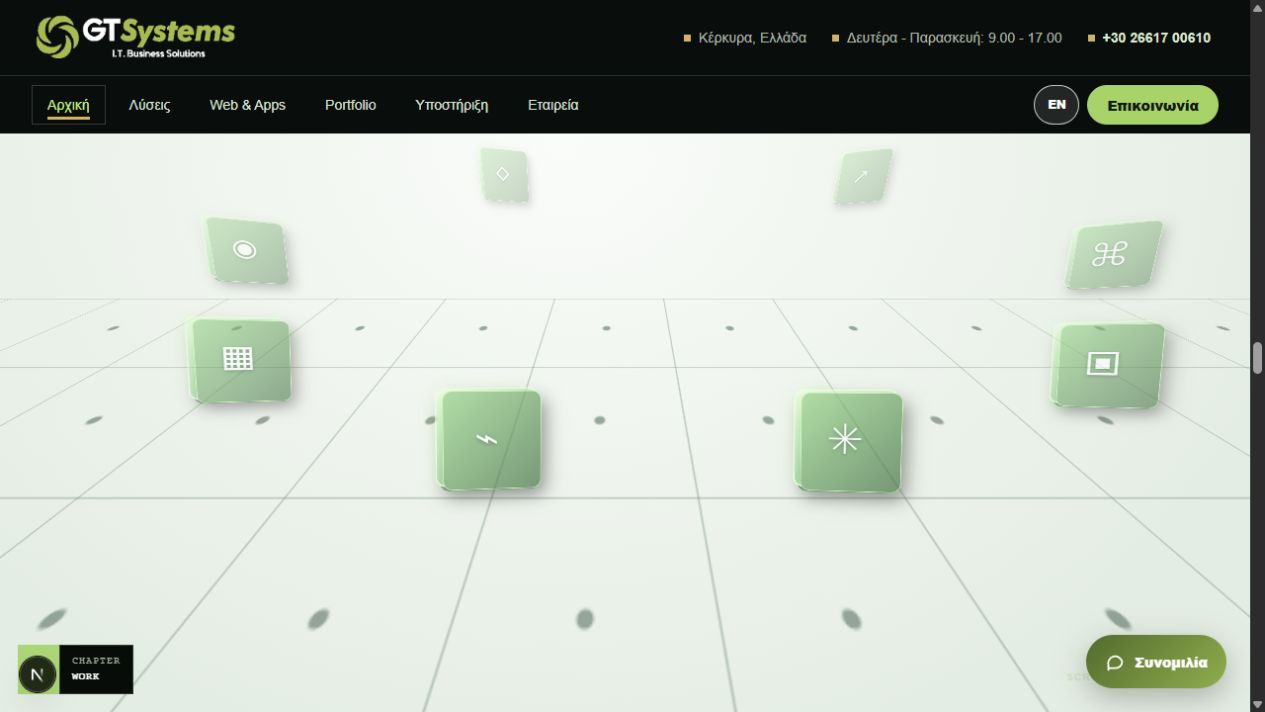 GTSystems
I.T. Business Solutions
Κέρκυρα, Ελλάδα
Δευτέρα - Παρασκευή: 9.00 - 17.00
+30 26617 00610
Αρχική
Λύσεις
Web & Apps
Portfolio
Υποστήριξη
Εταιρεία
EN
Επικοινωνία
N
CHAPTER
WORK
Συνομιλία